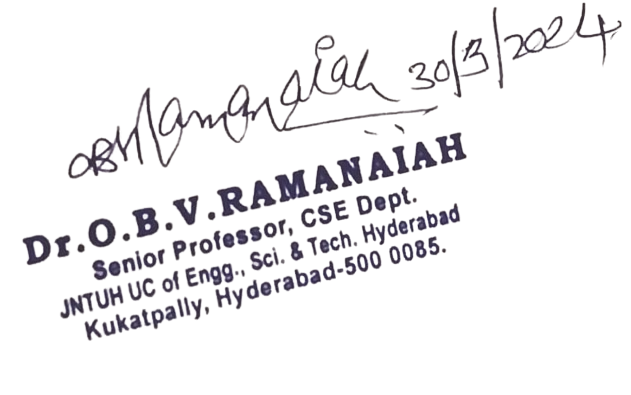 OBVRamanaiah 30/3/2024
Dr.O.B.V.RAMANAIAH
Senior Professor, CSE Dept.
JNTUH UC of Engg., Sci. & Tech. Hyderabad
Kukatpally, Hyderabad-500 0085.